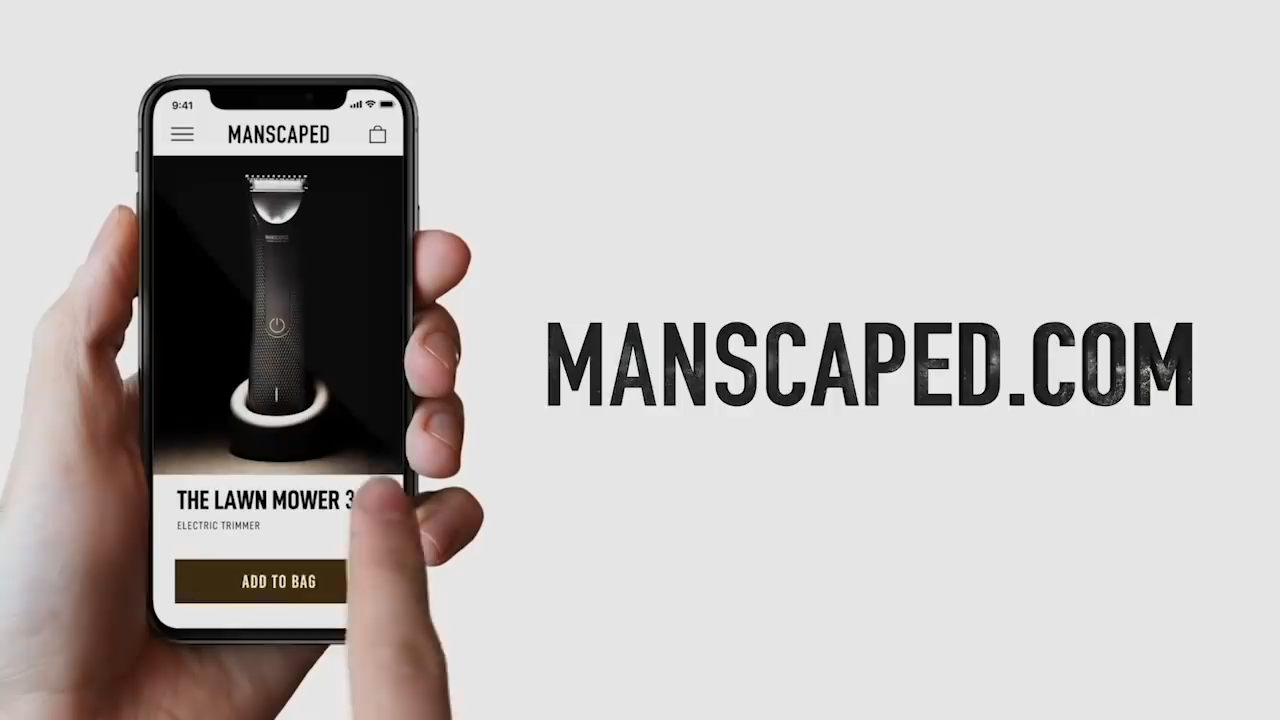 9:41
MANSCAPED
THE LAWN MOWER 3
ELECTRIC TRIMMER
ADD TO BAG
MANSCAPED.COM